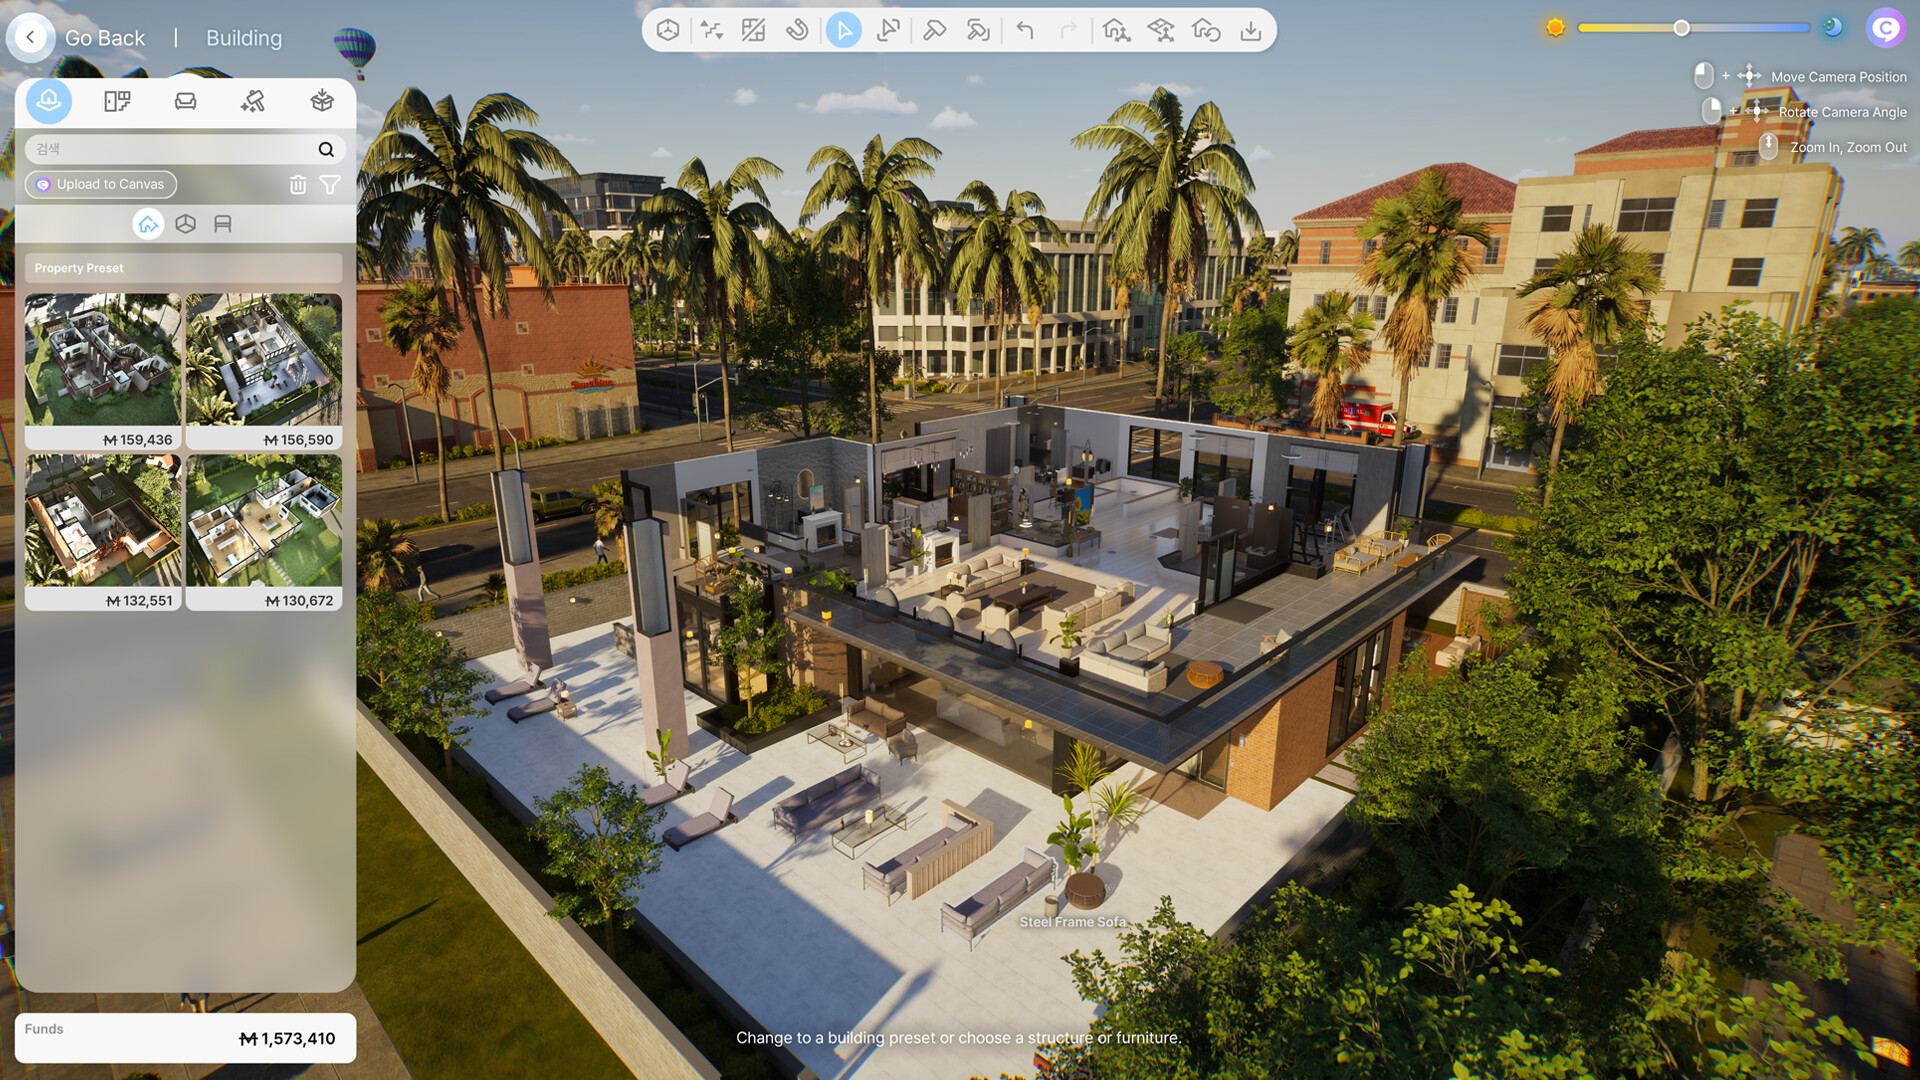 Go Back | Building
Move Camera Position
Rotate Camera Angle
Zoom In, Zoom Out
검색
Upload to Canvas
Property Preset
159,436
156,590
132,551
130,672
Sunshine
Steel Frame Sofa
Change to a building preset or choose a structure or furniture.
Funds
1,573,410